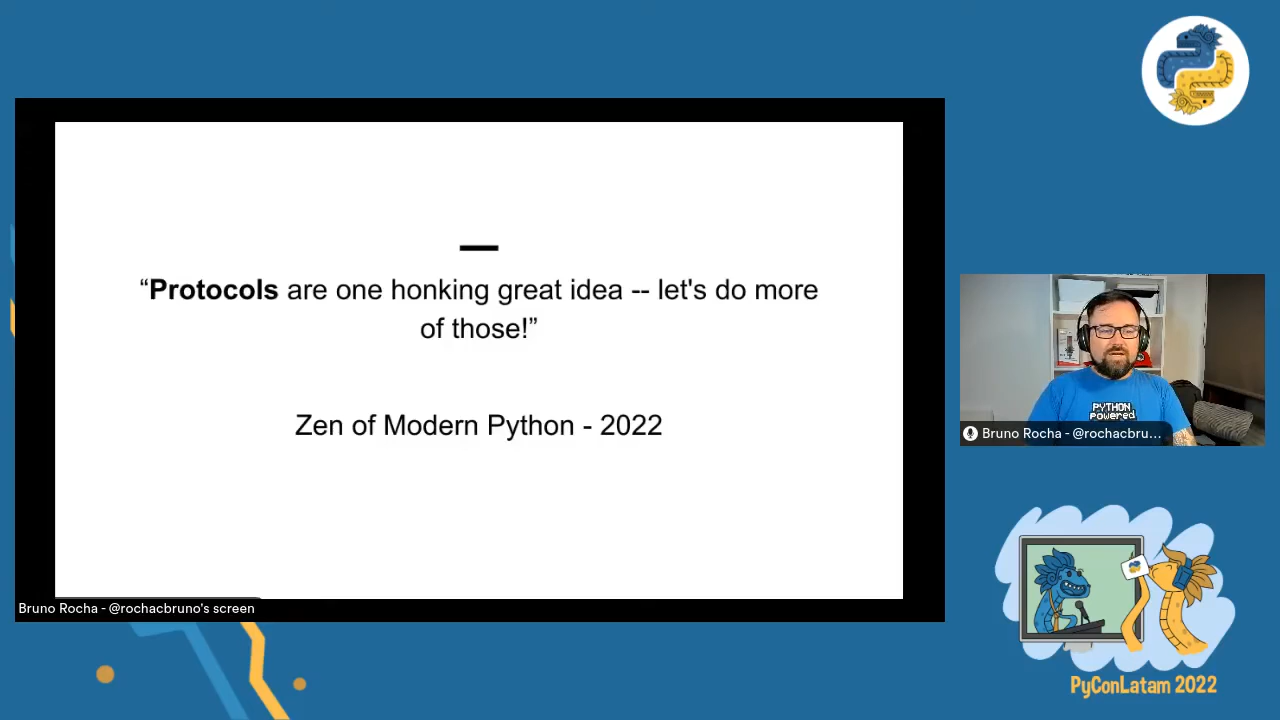 “Protocols are one honking great idea -- let's do more
of those!”
Zen of Modern Python - 2022
Bruno Rocha - @rochacbruno's screen
PYTHON
Powered
Bruno Rocha - @rochacbru...
PyConLatam 2022